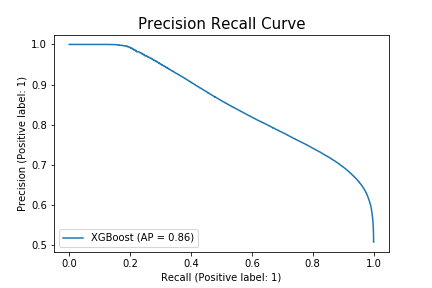 Precision Recall Curve
Precision (Positive label: 1)
1.0
0.9
0.8
0.7
0.6
0.5
XGBoost (AP = 0.86)
0.0 0.2 0.4 0.6 0.8 1.0
Recall (Positive label: 1)